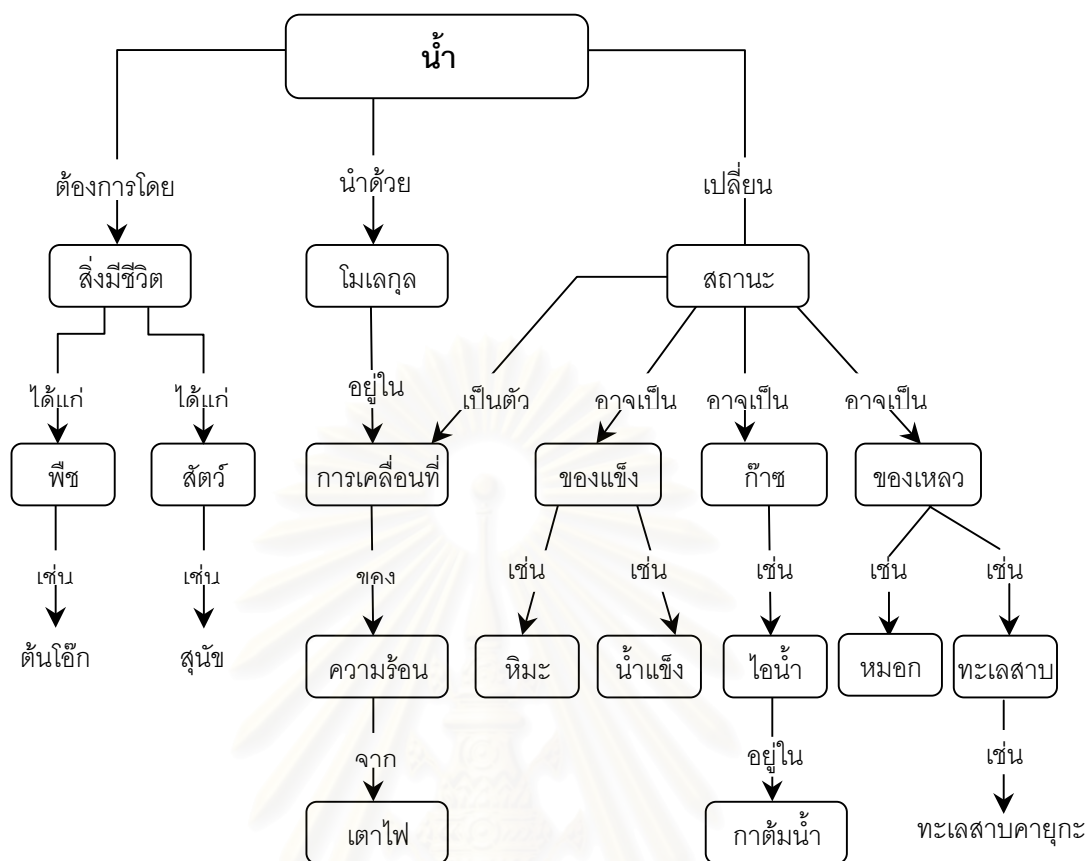 น้ำ
ต้องการโดย นำด้วย เปลี่ยน
สิ่งมีชีวิต โมเลกุล สถานะ
ได้แก่ ได้แก่ อยู่ใน เป็นตัว อาจเป็น อาจเป็น อาจเป็น
พืช สัตว์ การเคลื่อนที่ ของแข็ง ก๊าซ ของเหลว
เช่น เช่น ของ เช่น เช่น เช่น เช่น เช่น
ต้นโอ๊ก สุนัข ความร้อน หิมะ น้ำแข็ง ไอน้ำ หมอก ทะเลสาบ
จาก อยู่ใน เช่น
เตาไฟ กาต้มน้ำ ทะเลสาบคายุกะ